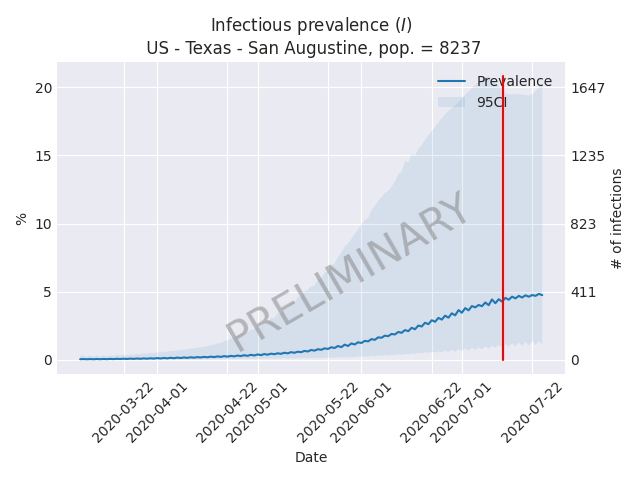 Infectious prevalence (I)
US - Texas - San Augustine, pop. = 8237
Prevalence
95CI
20
15
10
5
0
%
1647
1235
823
411
0
# of infections
PRELIMINARY
2020-03-22
2020-04-01
2020-04-22
2020-05-01
2020-05-22
2020-06-01
2020-06-22
2020-07-01
2020-07-22
Date